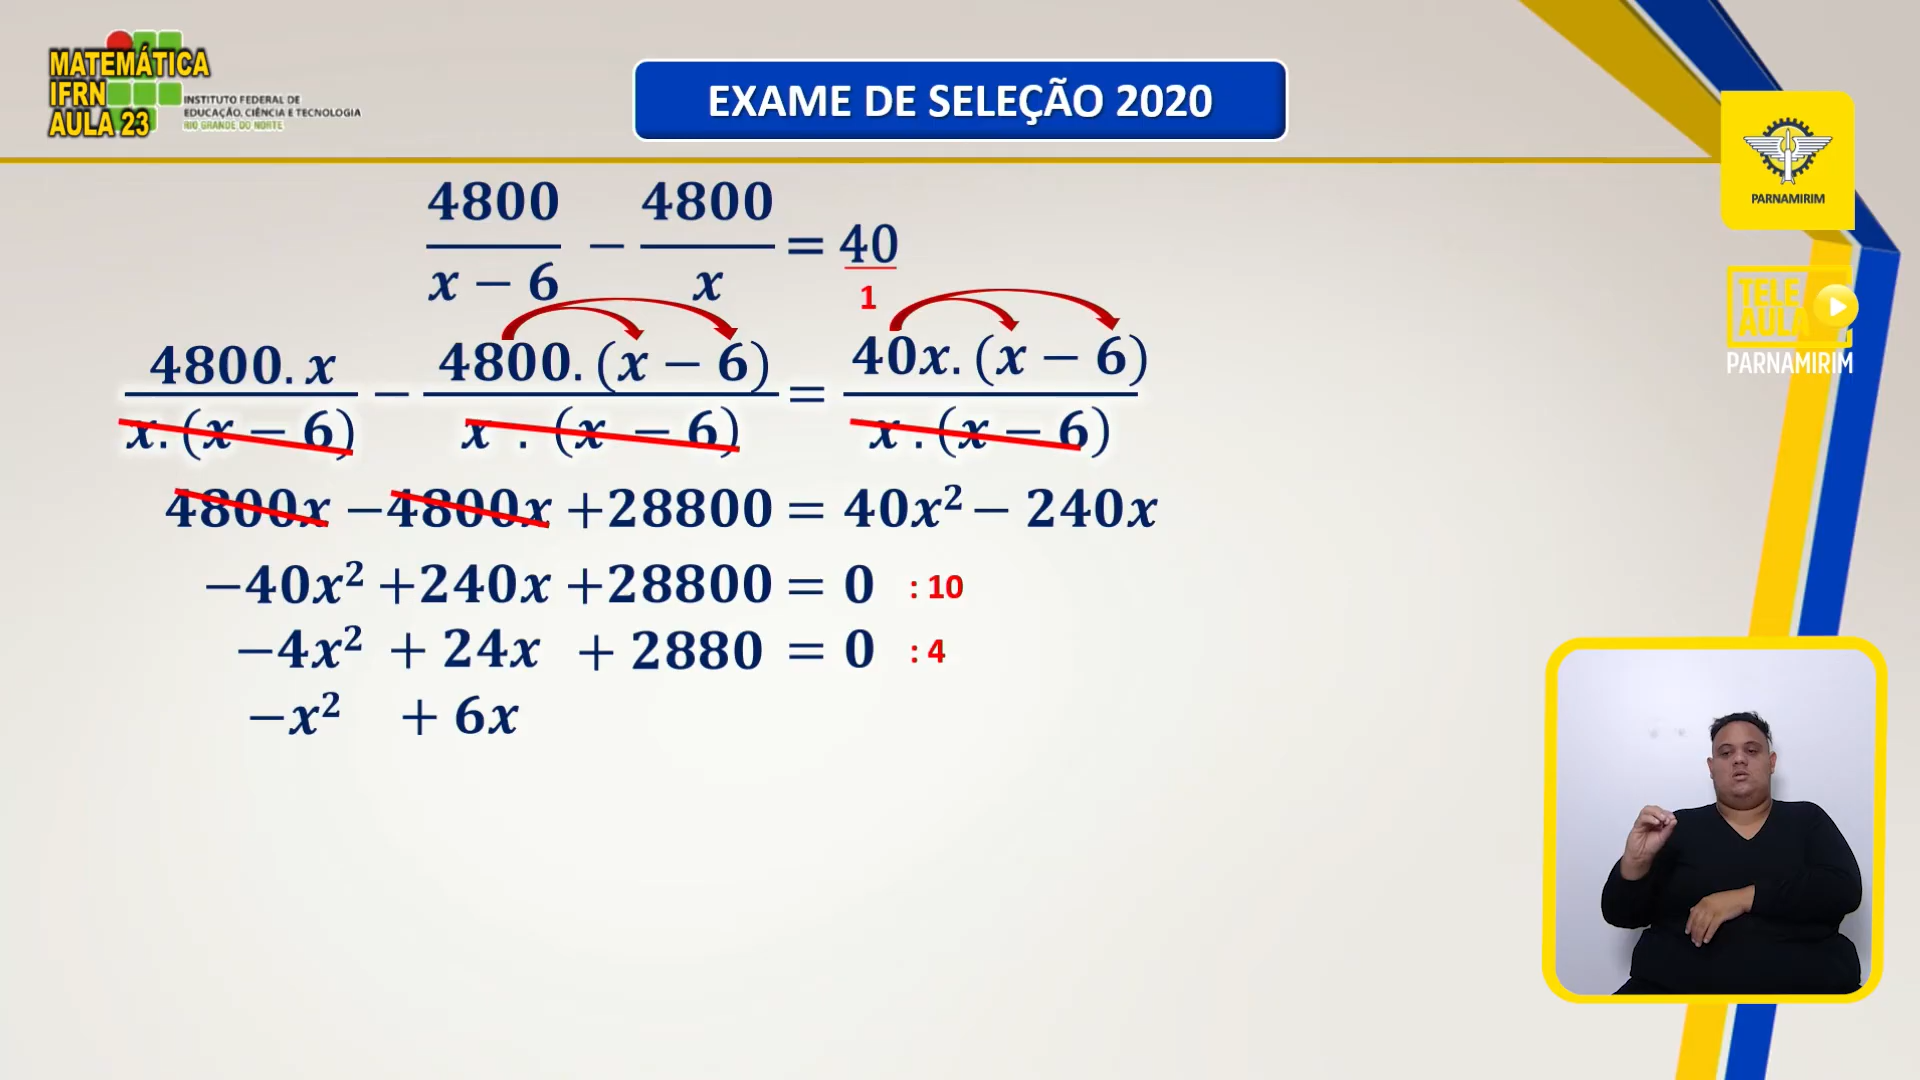 MATEMÁTICA
IFRN
AULA 23
INSTITUTO FEDERAL DE
EDUCAÇÃO, CIÊNCIA E TECNOLOGIA
RIO GRANDE DO NORTE
EXAME DE SELEÇÃO 2020
PARNAMIRIM
TELE
AULA
PARNAMIRIM
4800/(x − 6) − 4800/x = 40/1
4800.x/x.(x − 6) − 4800.(x − 6)/x . (x − 6) = 40x.(x − 6)/x.(x − 6)
4800x −4800x +28800 = 40x² − 240x
−40x² +240x +28800 = 0 : 10
−4x² + 24x + 2880 = 0 : 4
−x² + 6x